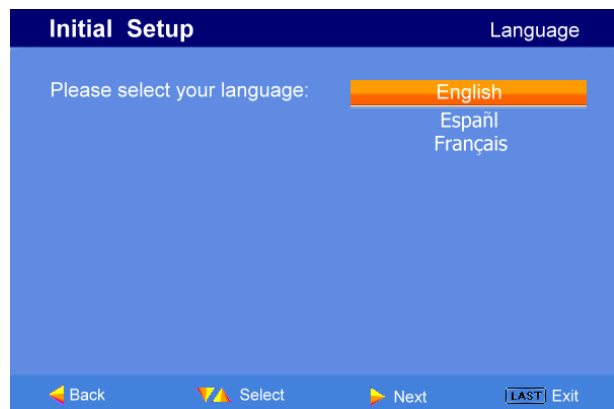 Initial Setup Language
Please select your language: English
Españl
Français
Back Select Next LAST Exit